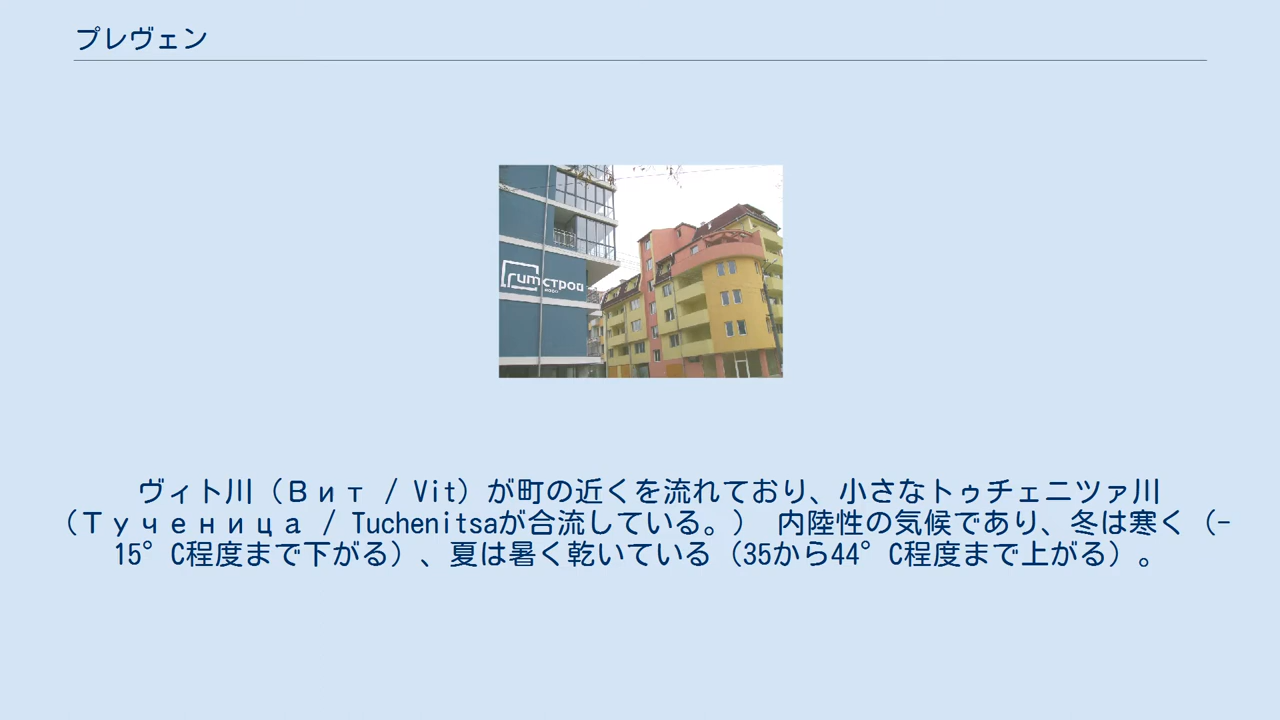 プレヴェン
гитстрой
ヴィト川（Вит / Vit）が町の近くを流れており、小さなトゥチェニツァ川
（Тученица / Tuchenitsaが合流している。） 内陸性の気候であり、冬は寒く（-
15°C程度まで下がる）、夏は暑く乾いている（35から44°C程度まで上がる）。